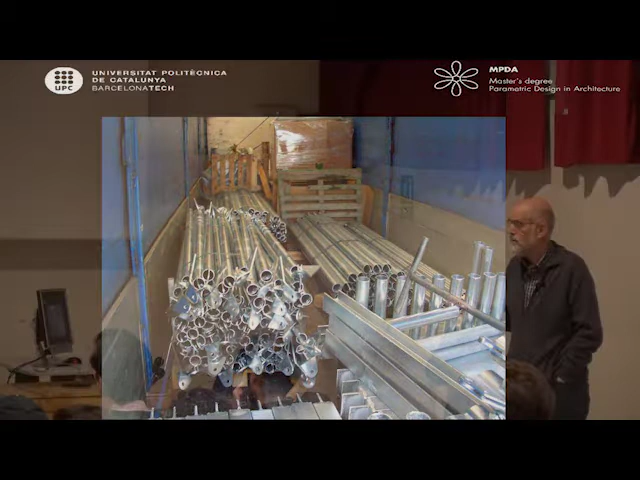 UNIVERSITAT POLITÈCNICA
DE CATALUNYA
BARCELONATECH
UPC
MPDA
Master's degree
Parametric Design in Architecture